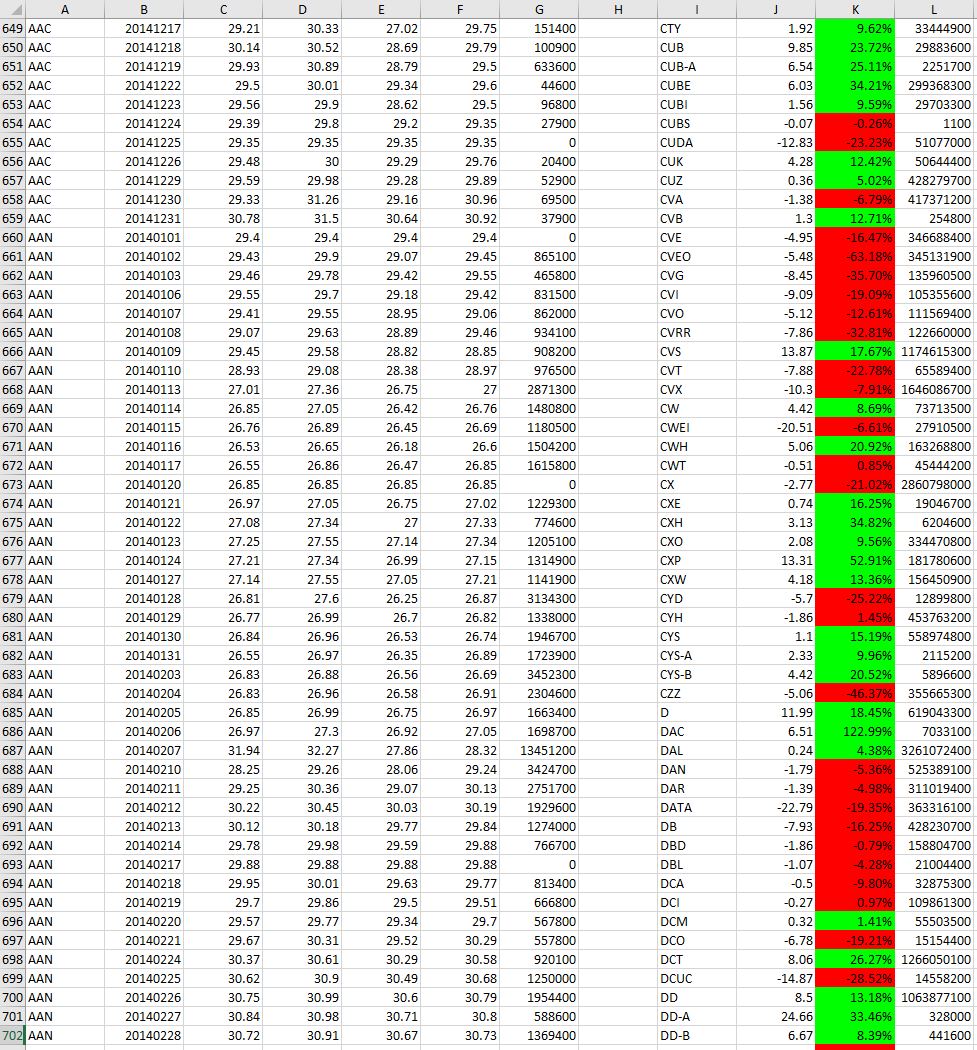 A B C D E F G H I J K L
649 AAC 20141217 29.21 30.33 27.02 29.75 151400 CTY 1.92 9.62% 33444900
650 AAC 20141218 30.14 30.52 28.69 29.79 100900 CUB 9.85 23.72% 29883600
651 AAC 20141219 29.93 30.89 28.79 29.5 633600 CUB-A 6.54 25.11% 2251700
652 AAC 20141222 29.5 30.01 29.34 29.6 44600 CUBE 6.03 34.21% 299368300
653 AAC 20141223 29.56 29.9 28.62 29.5 96800 CUBI 1.56 9.59% 29703300
654 AAC 20141224 29.39 29.8 29.2 29.35 27900 CUBS -0.07 -0.26% 1100
655 AAC 20141225 29.35 29.35 29.35 29.35 0 CUDA -12.83 -23.23% 51077000
656 AAC 20141226 29.48 30 29.29 29.76 20400 CUK 4.28 12.42% 50644400
657 AAC 20141229 29.59 29.98 29.28 29.89 52900 CUZ 0.36 5.02% 428279700
658 AAC 20141230 29.33 31.26 29.16 30.96 69500 CVA -1.38 -6.79% 417371200
659 AAC 20141231 30.78 31.5 30.64 30.92 37900 CVB 1.3 12.71% 254800
660 AAN 20140101 29.4 29.4 29.4 29.4 0 CVE -4.95 -16.47% 346688400
661 AAN 20140102 29.43 29.9 29.07 29.45 865100 CVEO -5.48 -63.18% 345131900
662 AAN 20140103 29.46 29.78 29.42 29.55 465800 CVG -8.45 -35.70% 135960500
663 AAN 20140106 29.55 29.7 29.18 29.42 831500 CVI -9.09 -19.09% 105355600
664 AAN 20140107 29.41 29.55 28.95 29.06 862000 CVO -5.12 -12.61% 111569400
665 AAN 20140108 29.07 29.63 28.89 29.46 934100 CVRR -7.86 -32.81% 122660000
666 AAN 20140109 29.45 29.58 28.82 28.85 908200 CVS 13.87 17.67% 1174615300
667 AAN 20140110 28.93 29.08 28.38 28.97 976500 CVT -7.88 -22.78% 65589400
668 AAN 20140113 27.01 27.36 26.75 27 2871300 CVX -10.3 -7.91% 1646086700
669 AAN 20140114 26.85 27.05 26.42 26.76 1480800 CW 4.42 8.69% 73713500
670 AAN 20140115 26.76 26.89 26.45 26.69 1180500 CWEI -20.51 -6.61% 27910500
671 AAN 20140116 26.53 26.65 26.18 26.6 1504200 CWH 5.06 20.92% 163268800
672 AAN 20140117 26.55 26.86 26.47 26.85 1615800 CWT -0.51 0.85% 45444200
673 AAN 20140120 26.85 26.85 26.85 26.85 0 CX -2.77 -21.02% 2860798000
674 AAN 20140121 26.97 27.05 26.75 27.02 1229300 CXE 0.74 16.25% 19046700
675 AAN 20140122 27.08 27.34 27 27.33 774600 CXH 3.13 34.82% 6204600
676 AAN 20140123 27.25 27.55 27.14 27.34 1205100 CXO 2.08 9.56% 334470800
677 AAN 20140124 27.21 27.34 26.99 27.15 1314900 CXP 13.31 52.91% 181780600
678 AAN 20140127 27.14 27.55 27.05 27.21 1141900 CXW 4.18 13.36% 156450900
679 AAN 20140128 26.81 27.6 26.25 26.87 3134300 CYD -5.7 -25.22% 12899800
680 AAN 20140129 26.77 26.99 26.7 26.82 1338000 CYH -1.86 1.45% 453763200
681 AAN 20140130 26.84 26.96 26.53 26.74 1946700 CYS 1.1 15.19% 558974800
682 AAN 20140131 26.55 26.97 26.35 26.89 1723900 CYS-A 2.33 9.96% 2115200
683 AAN 20140203 26.83 26.88 26.56 26.69 3452300 CYS-B 4.42 20.52% 5896600
684 AAN 20140204 26.83 26.96 26.58 26.91 2304600 CZZ -5.06 -46.37% 355665300
685 AAN 20140205 26.85 26.99 26.75 26.97 1663400 D 11.99 18.45% 619043300
686 AAN 20140206 26.97 27.3 26.92 27.05 1698700 DAC 6.51 122.99% 7033100
687 AAN 20140207 31.94 32.27 27.86 28.32 13451200 DAL 0.24 4.38% 3261072400
688 AAN 20140210 28.25 29.26 28.06 29.24 3424700 DAN -1.79 -5.36% 525389100
689 AAN 20140211 29.25 30.36 29.07 30.13 2751700 DAR -1.39 -4.98% 311019400
690 AAN 20140212 30.22 30.45 30.03 30.19 1929600 DATA -22.79 -19.35% 363316100
691 AAN 20140213 30.12 30.18 29.77 29.84 1274000 DB -7.93 -16.25% 428230700
692 AAN 20140214 29.78 29.98 29.59 29.88 766700 DBD -1.86 -0.79% 158804700
693 AAN 20140217 29.88 29.88 29.88 29.88 0 DBL -1.07 -4.28% 21004400
694 AAN 20140218 29.95 30.01 29.63 29.77 813400 DCA -0.5 -9.80% 32875300
695 AAN 20140219 29.7 29.86 29.5 29.51 666800 DCI -0.27 0.97% 109861300
696 AAN 20140220 29.57 29.77 29.34 29.7 567800 DCM 0.32 1.41% 55503500
697 AAN 20140221 29.67 30.31 29.52 30.29 557800 DCO -6.78 -19.21% 15154400
698 AAN 20140224 30.37 30.61 30.29 30.58 920100 DCT 8.06 26.27% 1266050100
699 AAN 20140225 30.62 30.9 30.49 30.68 1250000 DCUC -14.87 -28.52% 14558200
700 AAN 20140226 30.75 30.99 30.6 30.79 1954400 DD 8.5 13.18% 1063877100
701 AAN 20140227 30.84 30.98 30.71 30.8 588600 DD-A 24.66 33.46% 328000
702 AAN 20140228 30.72 30.91 30.67 30.73 1369400 DD-B 6.67 8.39% 441600